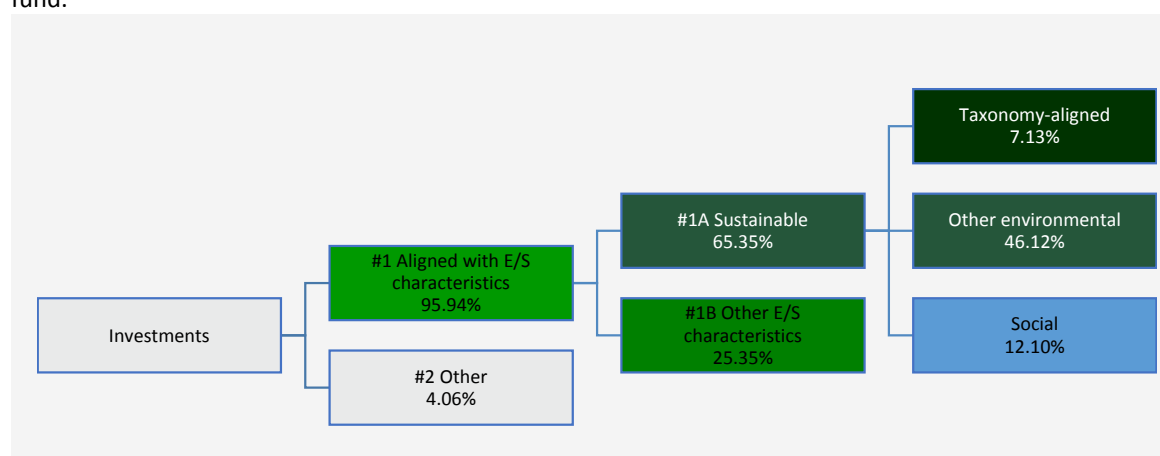 fund.
Taxonomy-aligned
7.13%
#1A Sustainable
65.35%
Other environmental
46.12%
#1 Aligned with E/S
characteristics
95.94%
Investments
#1B Other E/S
characteristics
25.35%
Social
12.10%
#2 Other
4.06%